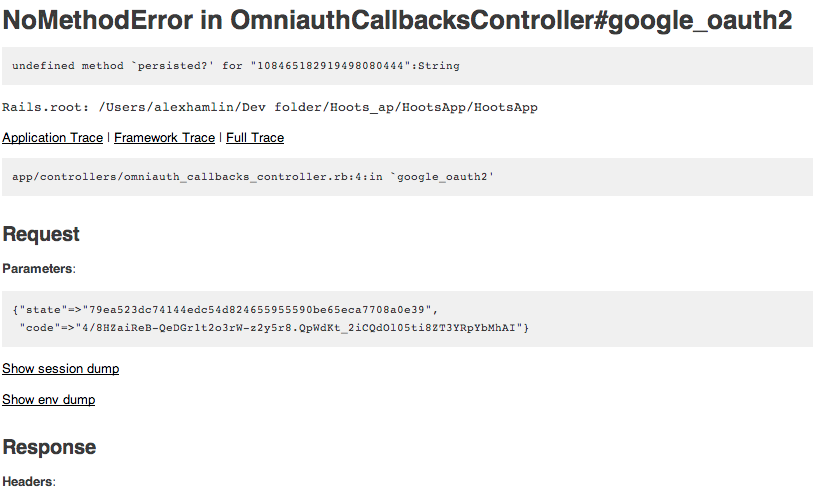 NoMethodError in OmniauthCallbacksController#google_oauth2
undefined method `persisted?' for "108465182919498080444":String
Rails.root: /Users/alexhamlin/Dev folder/Hoots_ap/HootsApp/HootsApp
Application Trace | Framework Trace | Full Trace
app/controllers/omniauth_callbacks_controller.rb:4:in `google_oauth2'
Request
Parameters:
{"state"=>"79ea523dc74144edc54d824655955590be65eca7708a0e39",
"code"=>"4/8HZaiReB-QeDGr1t2o3rW-z2y5r8.QpWdKt_2iCQdOl05ti8ZT3YRpYbMhAI"}
Show session dump
Show env dump
Response
Headers: